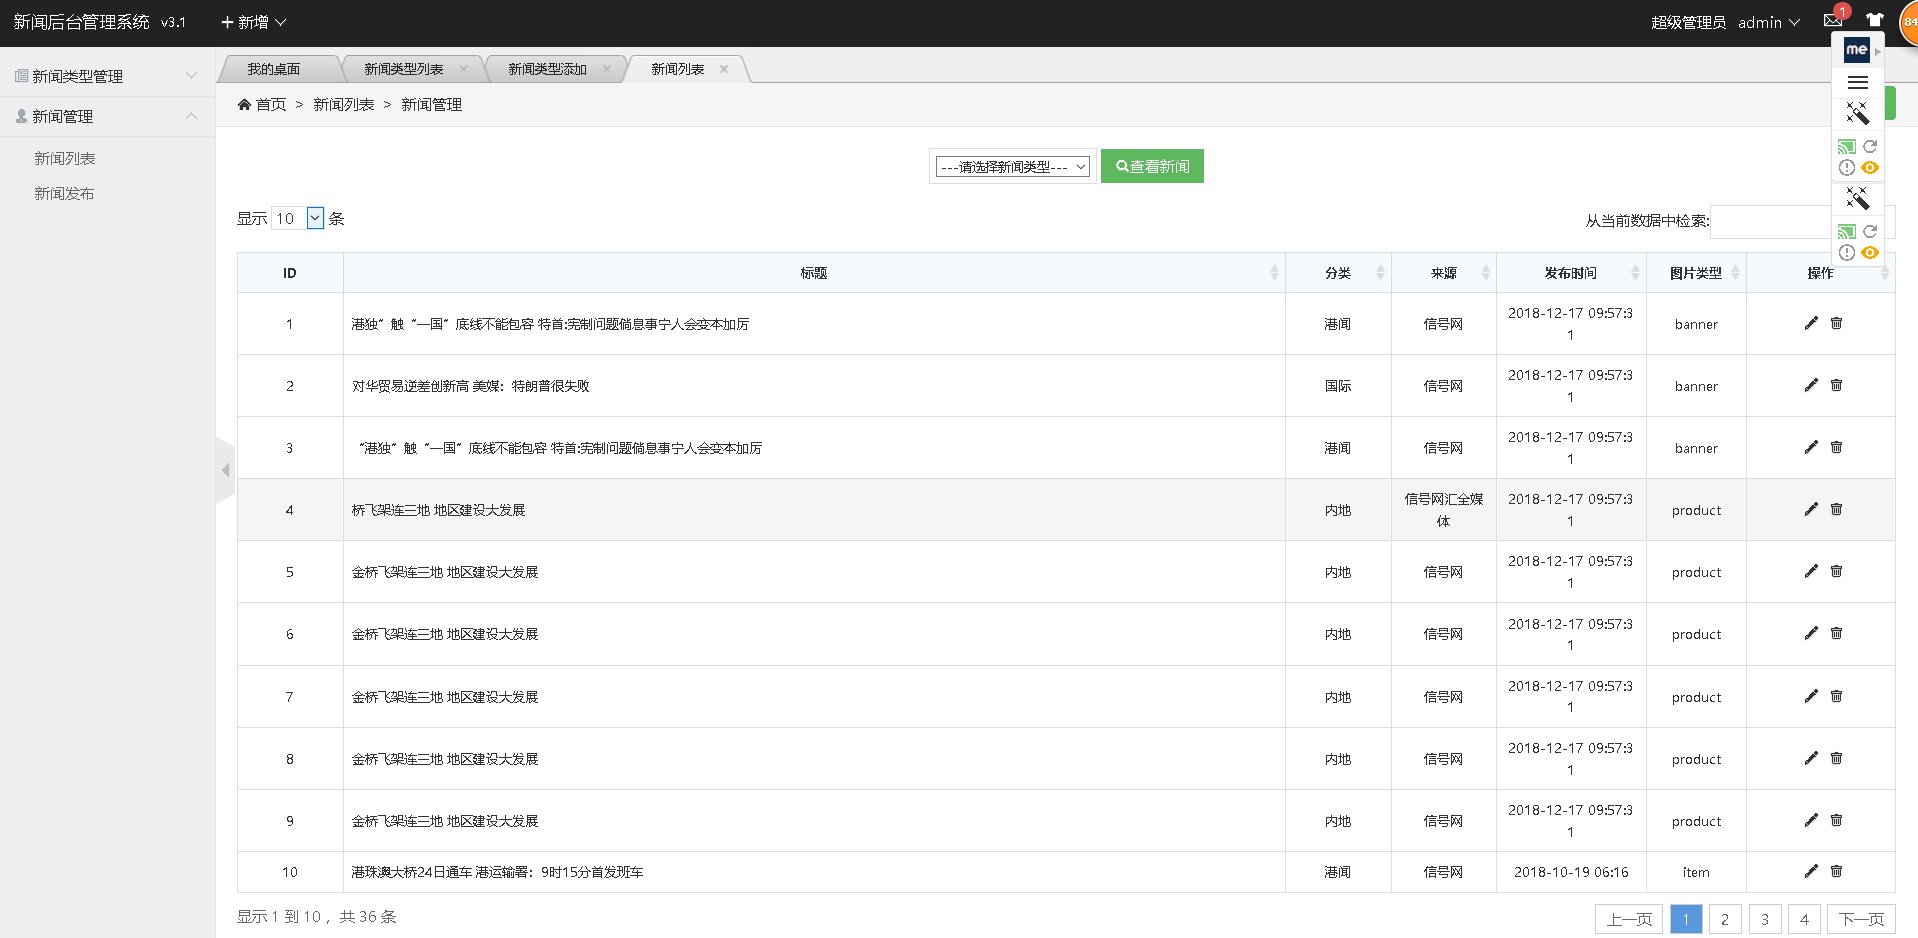 新闻后台管理系统 v3.1 新增 超级管理员 admin 1 84
me
新闻类型管理
新闻管理
新闻列表
新闻发布
我的桌面 新闻类型列表 新闻类型添加 新闻列表
首页 > 新闻列表 > 新闻管理
---请选择新闻类型--- 查看新闻
显示 10 条 从当前数据中检索:
ID 标题 分类 来源 发布时间 图片类型 操作
1 港独”触“一国”底线不能包容 特首:宪制问题倘息事宁人会变本加厉 港闻 信号网 2018-12-17 09:57:3
1 banner
2 对华贸易逆差创新高 美媒：特朗普很失败 国际 信号网 2018-12-17 09:57:3
1 banner
3 “港独”触“一国”底线不能包容 特首:宪制问题倘息事宁人会变本加厉 港闻 信号网 2018-12-17 09:57:3
1 banner
4 桥飞架连三地 地区建设大发展 内地 信号网汇全媒
体 2018-12-17 09:57:3
1 product
5 金桥飞架连三地 地区建设大发展 内地 信号网 2018-12-17 09:57:3
1 product
6 金桥飞架连三地 地区建设大发展 内地 信号网 2018-12-17 09:57:3
1 product
7 金桥飞架连三地 地区建设大发展 内地 信号网 2018-12-17 09:57:3
1 product
8 金桥飞架连三地 地区建设大发展 内地 信号网 2018-12-17 09:57:3
1 product
9 金桥飞架连三地 地区建设大发展 内地 信号网 2018-12-17 09:57:3
1 product
10 港珠澳大桥24日通车 港运输署：9时15分首发班车 港闻 信号网 2018-10-19 06:16 item
显示 1 到 10 ，共 36 条 上一页 1 2 3 4 下一页